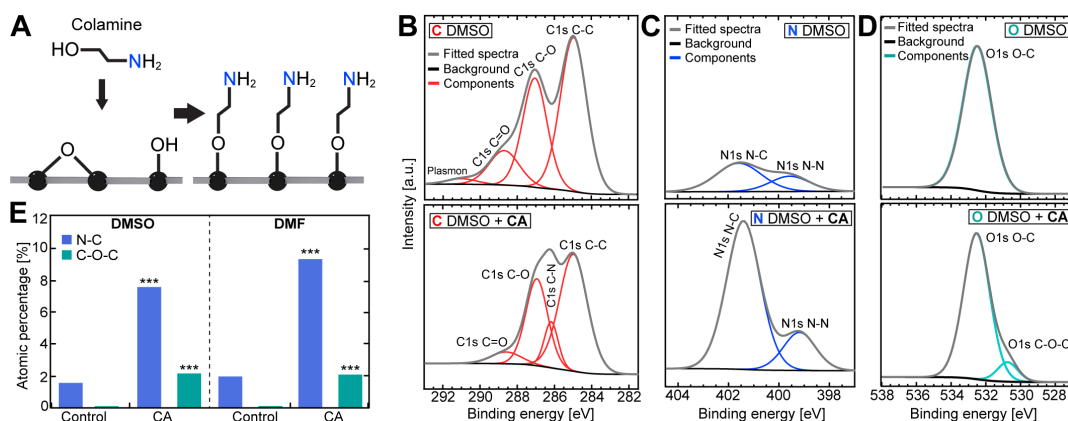 A
Colamine
HO
NH2
NH2
NH2
NH2
O
O
O
O
OH
B
C DMSO
Fitted spectra
Background
Components
C1s C-C
C1s C-O
C1s C=O
Plasmon
C DMSO + CA
C1s C-C
C1s C-O
C1s C-N
C1s C=O
Intensity [a.u.]
292 290 288 286 284 282
Binding energy [eV]
C
N DMSO
Fitted spectra
Background
Components
N1s N-C
N1s N-N
N DMSO + CA
N1s N-C
N1s N-N
404 402 400 398
Binding energy [eV]
D
O DMSO
Fitted spectra
Background
Components
O1s O-C
O DMSO + CA
O1s O-C
O1s C-O-C
538 536 534 532 530 528
Binding energy [eV]
E
DMSO DMF
N-C
C-O-C
***
***
***
***
Atomic percentage [%]
12
10
8
6
4
2
0
Control CA Control CA